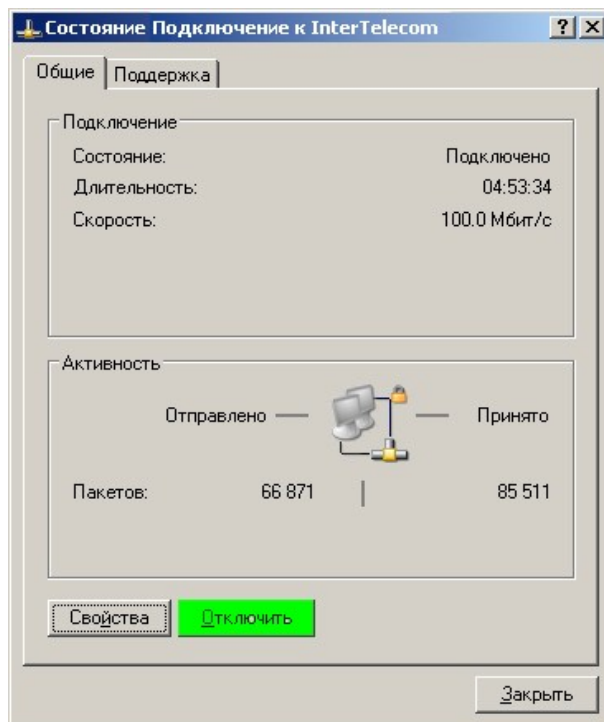 Состояние Подключение к InterTelecom
Общие Поддержка
Подключение
Состояние: Подключено
Длительность: 04:53:34
Скорость: 100.0 Мбит/с
Активность
Отправлено — — Принято
Пакетов: 66 871 85 511
Свойства Отключить
Закрыть